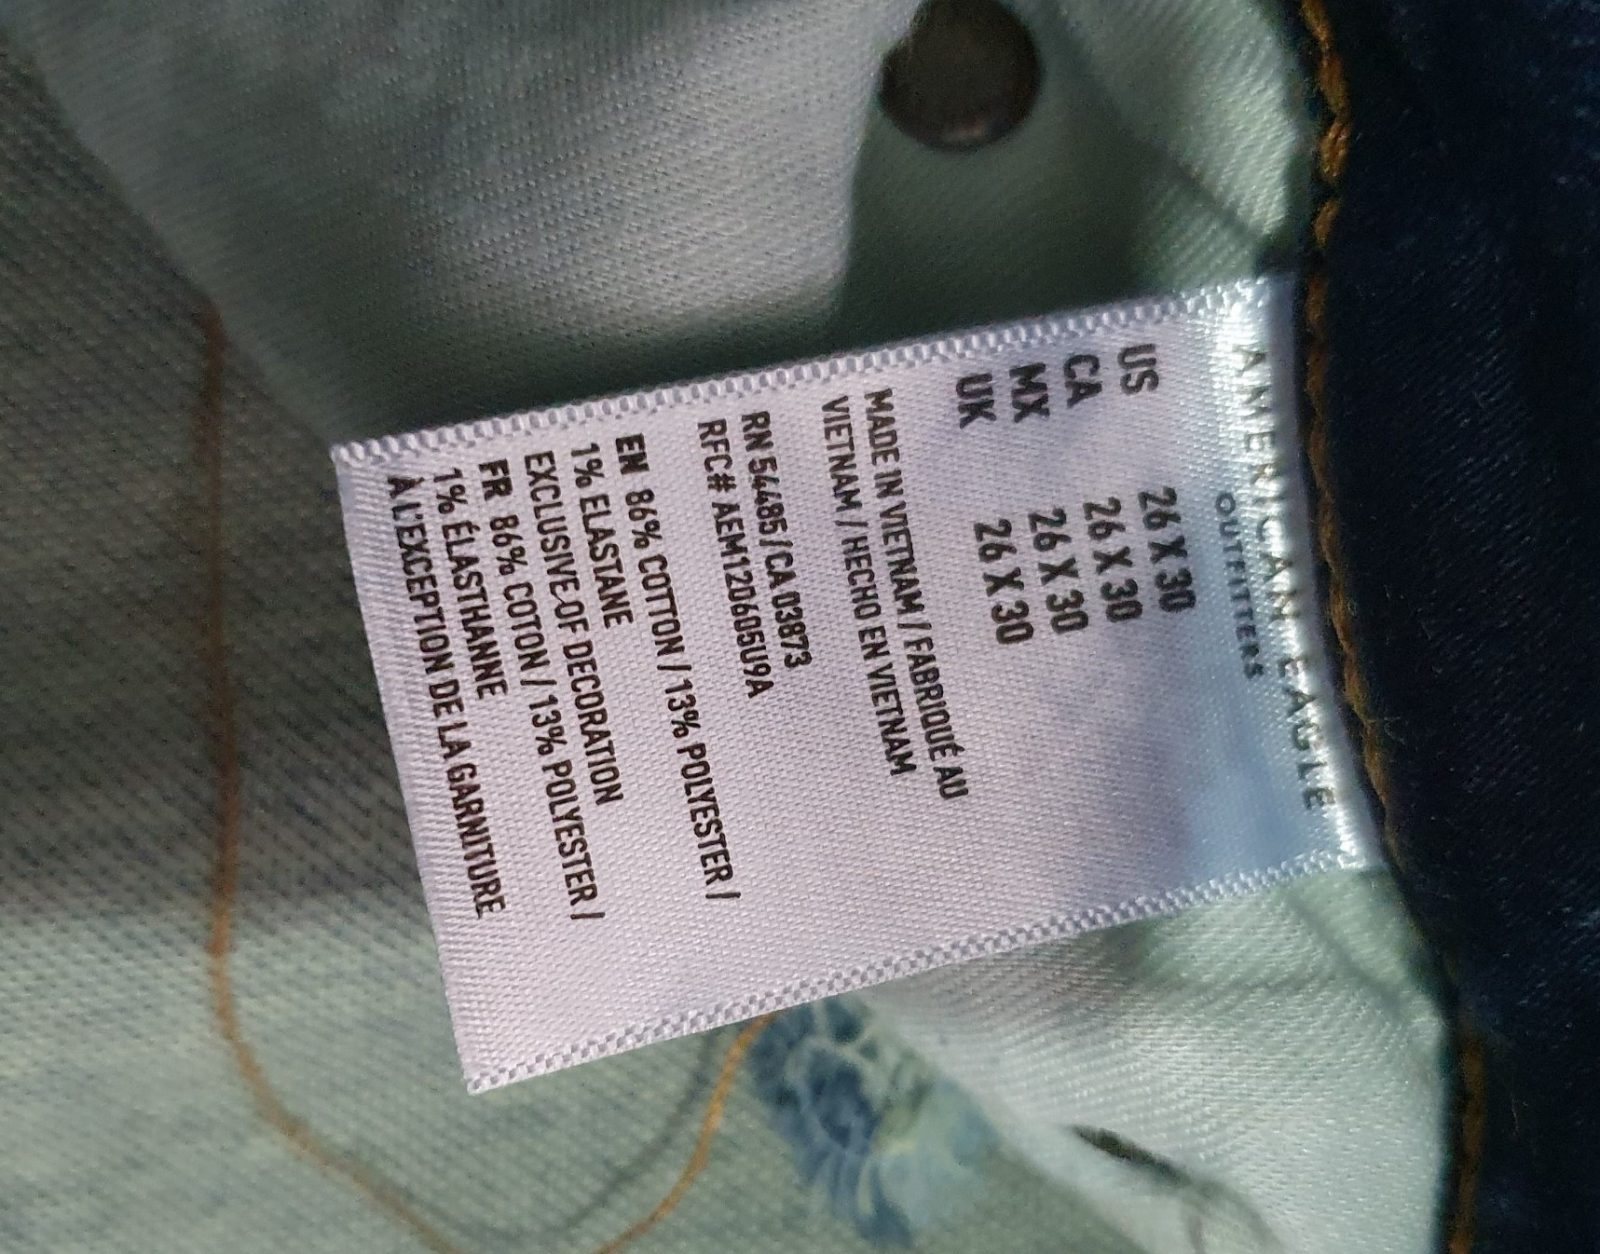 AMERICAN EAGLE
OUTFITTERS
US 26 X 30
CA 26 X 30
MX 26 X 30
UK 26 X 30
MADE IN VIETNAM / FABRIQUÉ AU
VIETNAM / HECHO EN VIETNAM
RN 54485 / CA 03873
RFC# AEM12D605U9A
EN 86% COTTON / 13% POLYESTER /
1% ELASTANE
EXCLUSIVE OF DECORATION
FR 86% COTON / 13% POLYESTER /
1% ÉLASTHANNE
À L'EXCEPTION DE LA GARNITURE